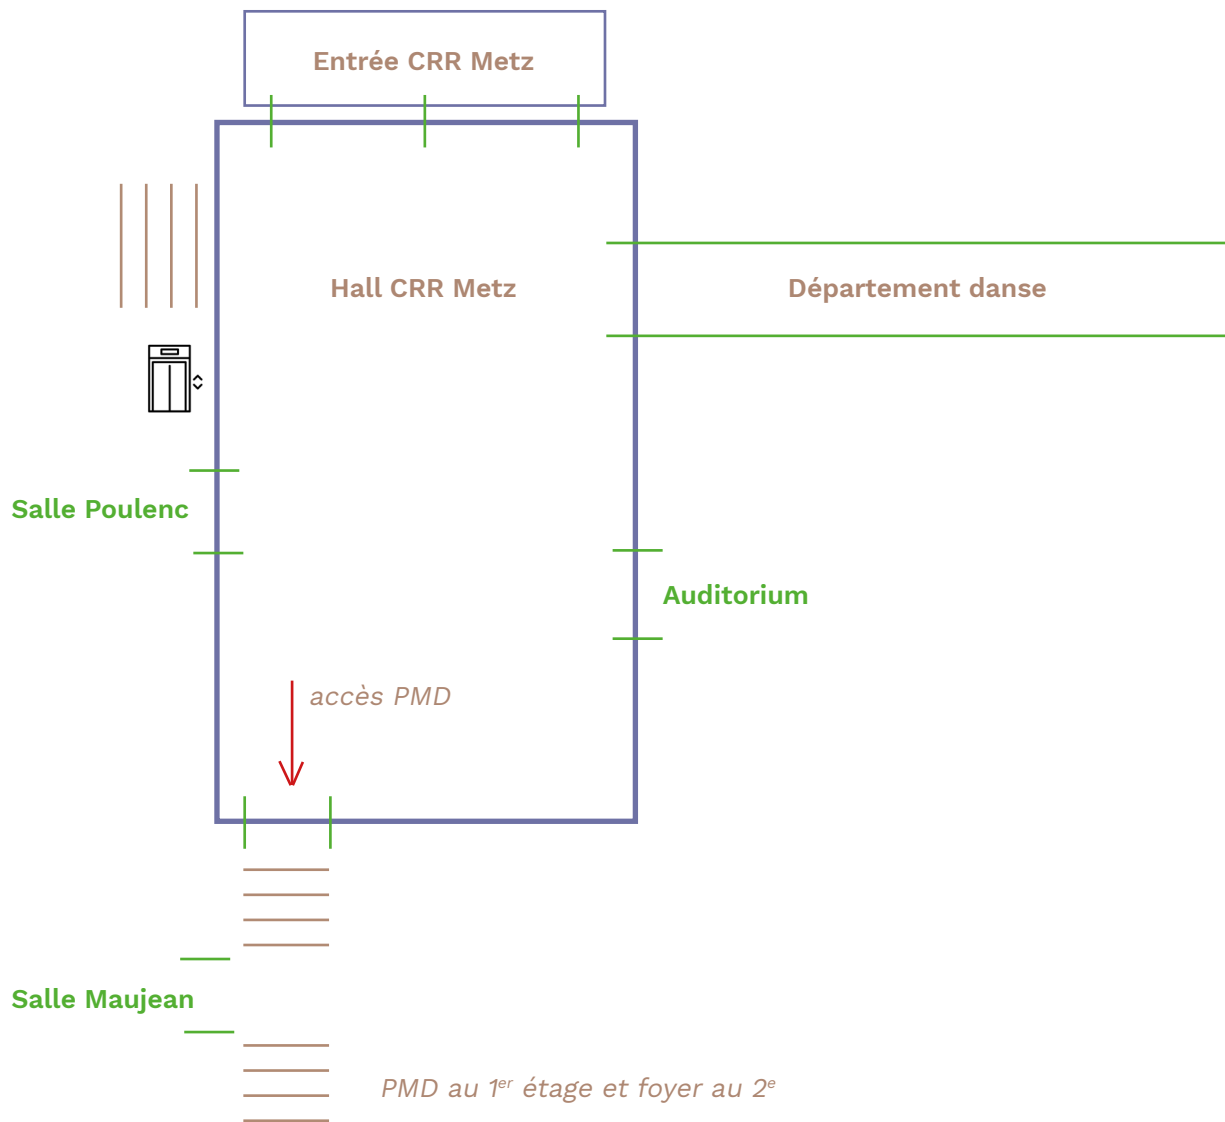 Entrée CRR Metz
Hall CRR Metz
Département danse
Salle Poulenc
Auditorium
accès PMD
Salle Maujean
PMD au 1er étage et foyer au 2e